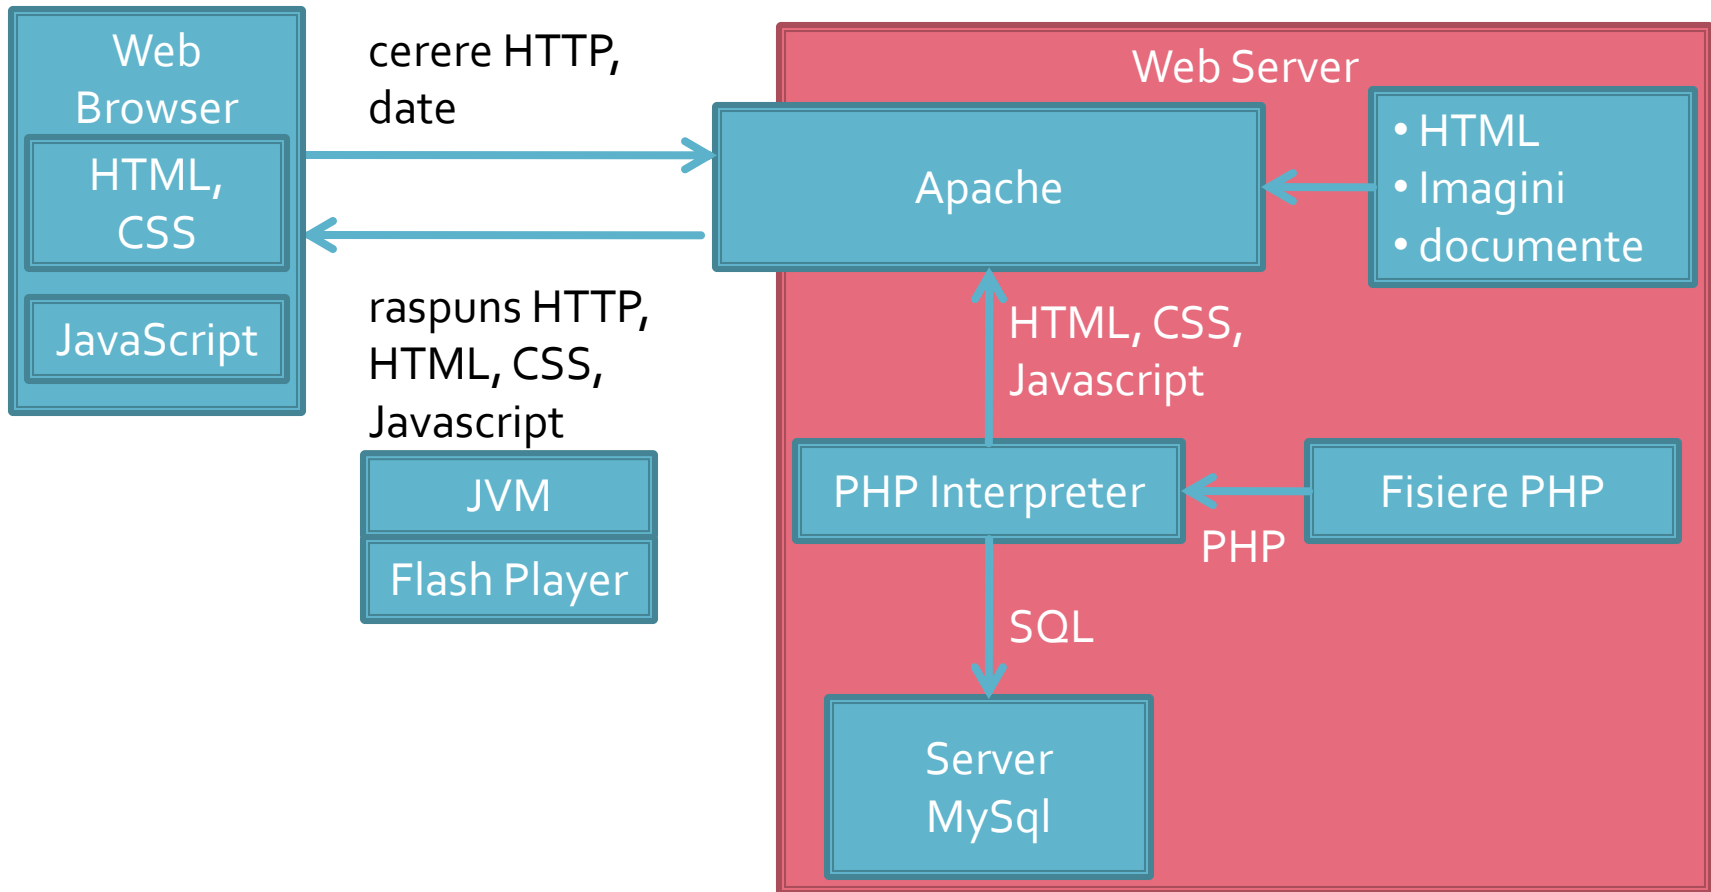 Web
Browser
HTML,
CSS
JavaScript
cerere HTTP,
date
raspuns HTTP,
HTML, CSS,
Javascript
JVM
Flash Player
Web Server
Apache
• HTML
• Imagini
• documente
HTML, CSS,
Javascript
PHP Interpreter
Fisiere PHP
PHP
SQL
Server
MySql